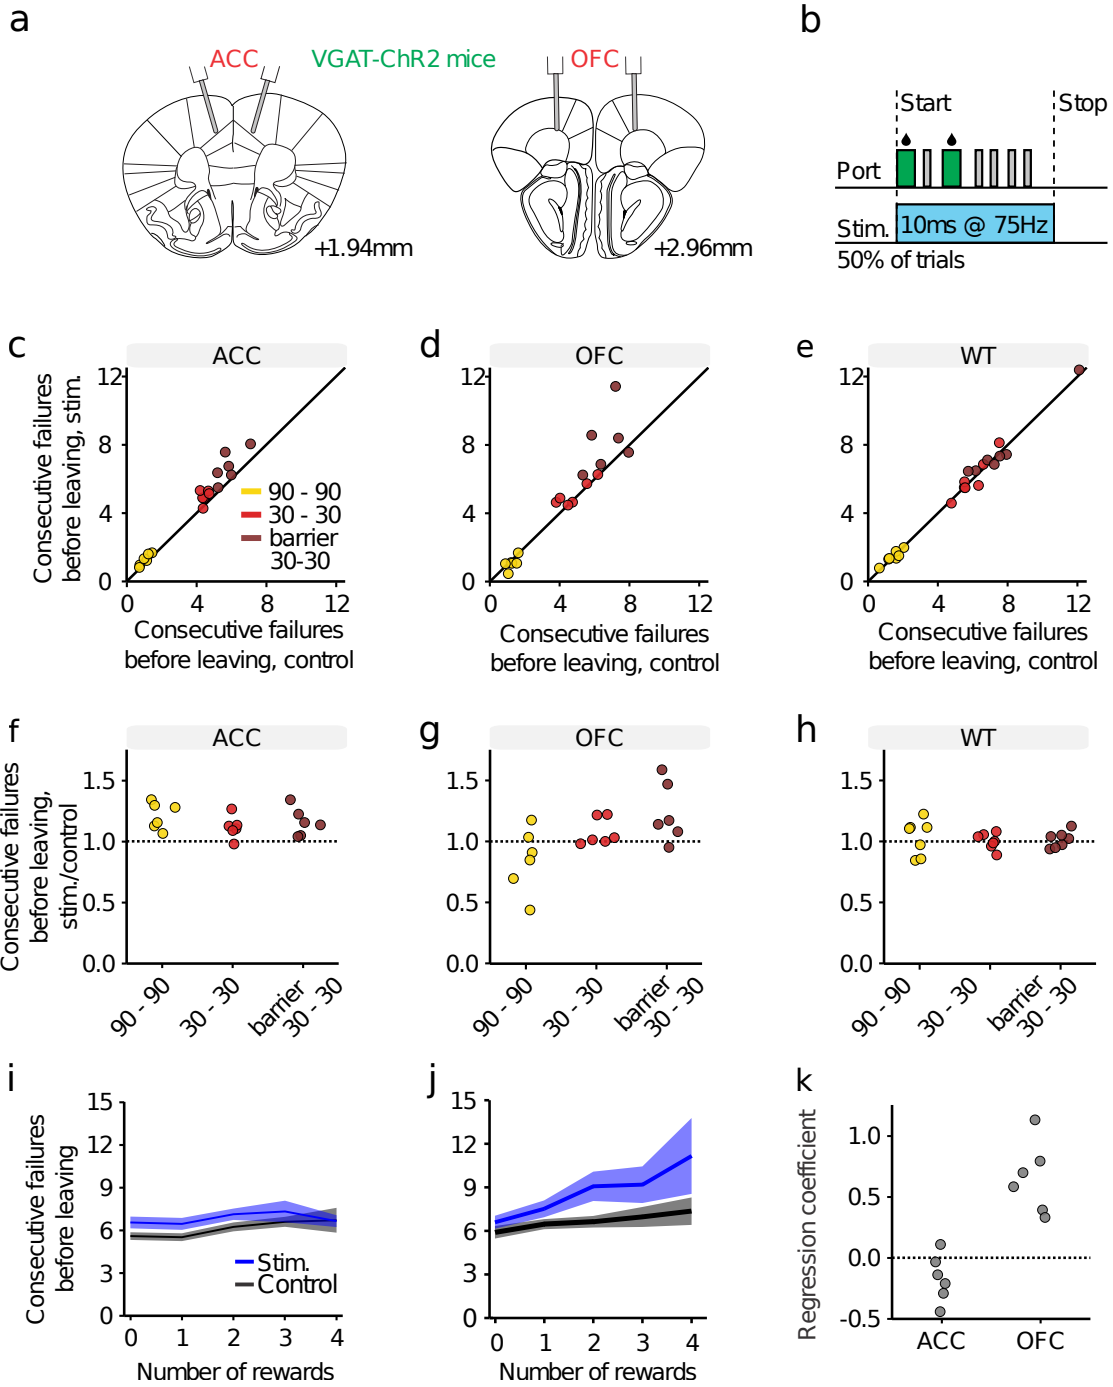 a
ACC
VGAT-ChR2 mice
OFC
+1.94mm
+2.96mm
b
Start
Stop
Port
Stim.
10ms @ 75Hz
50% of trials
c
ACC
Consecutive failures
before leaving, stim.
12
8
4
0
0
4
8
12
90 - 90
30 - 30
barrier
30-30
Consecutive failures
before leaving, control
d
OFC
12
8
4
0
0
4
8
12
Consecutive failures
before leaving, control
e
WT
12
8
4
0
0
4
8
12
Consecutive failures
before leaving, control
f
ACC
Consecutive failures
before leaving,
stim./control
1.5
1.0
0.5
0.0
90 - 90
30 - 30
barrier
30 - 30
g
OFC
1.5
1.0
0.5
0.0
90 - 90
30 - 30
barrier
30 - 30
h
WT
1.5
1.0
0.5
0.0
90 - 90
30 - 30
barrier
30 - 30
i
Consecutive failures
before leaving
15
12
9
6
3
0
Stim.
Control
0
1
2
3
4
Number of rewards
j
15
12
9
6
3
0
0
1
2
3
4
Number of rewards
k
Regression coefficient
1.0
0.5
0.0
-0.5
ACC
OFC